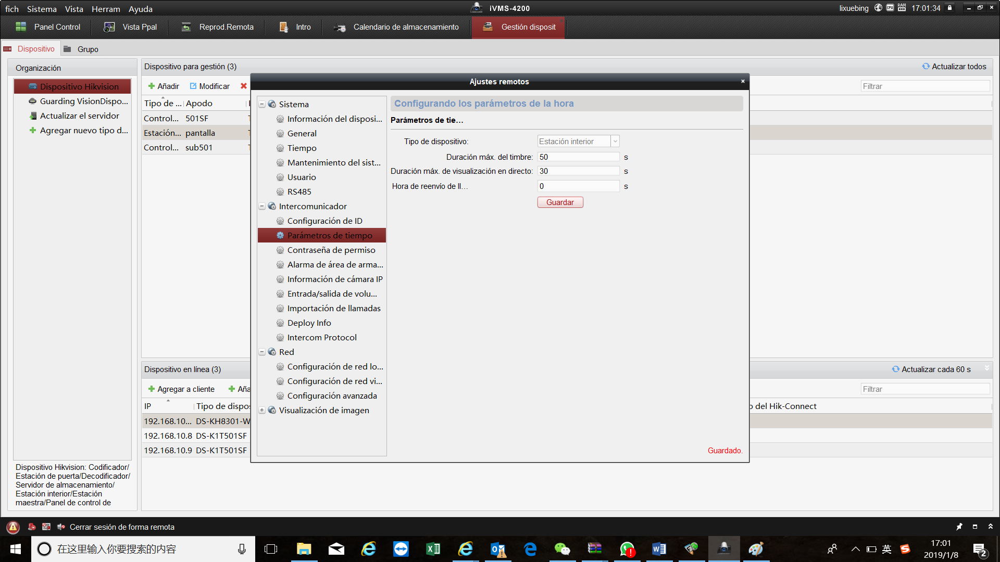 fich Sistema Vista Herram Ayuda
iVMS-4200
lixuebing 17:01:34
Panel Control Vista Ppal Reprod.Remota Intro Calendario de almacenamiento Gestión disposit
Dispositivo Grupo
Organización
Dispositivo Hikvision
Guarding VisionDispo...
Actualizar el servidor
Agregar nuevo tipo d...
Dispositivo Hikvision: Codificador/
Estación de puerta/Decodificador/
Servidor de almacenamiento/
Estación interior/Estación
maestra/Panel de control de
Dispositivo para gestión (3) Actualizar todos
Añadir Modificar Filtrar
Tipo de ... Apodo
Control... 501SF
Estación... pantalla
Control... sub501
Ajustes remotos
Sistema
Información del disposi...
General
Tiempo
Mantenimiento del sist...
Usuario
RS485
Intercomunicador
Configuración de ID
Parámetros de tiempo
Contraseña de permiso
Alarma de área de arma...
Información de cámara IP
Entrada/salida de volu...
Importación de llamadas
Deploy Info
Intercom Protocol
Red
Configuración de red lo...
Configuración de red vi...
Configuración avanzada
Visualización de imagen
Configurando los parámetros de la hora
Parámetros de tie...
Tipo de dispositivo: Estación interior
Duración máx. del timbre: 50 s
Duración máx. de visualización en directo: 30 s
Hora de reenvío de ll... 0 s
Guardar
Guardado.
Dispositivo en línea (3) Actualizar cada 60 s
Agregar a cliente Aña Filtrar
IP Tipo de dispos o del Hik-Connect
192.168.10... DS-KH8301-W
192.168.10.8 DS-K1T501SF
192.168.10.9 DS-K1T501SF
Cerrar sesión de forma remota
在这里输入你要搜索的内容
英
17:01
2019/1/8
2